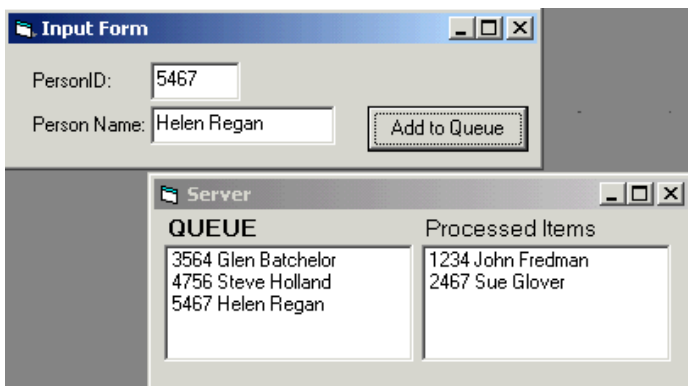 Input Form
PersonID: 5467
Person Name: Helen Regan
Add to Queue
Server
QUEUE
3564 Glen Batchelor
4756 Steve Holland
5467 Helen Regan
Processed Items
1234 John Fredman
2467 Sue Glover